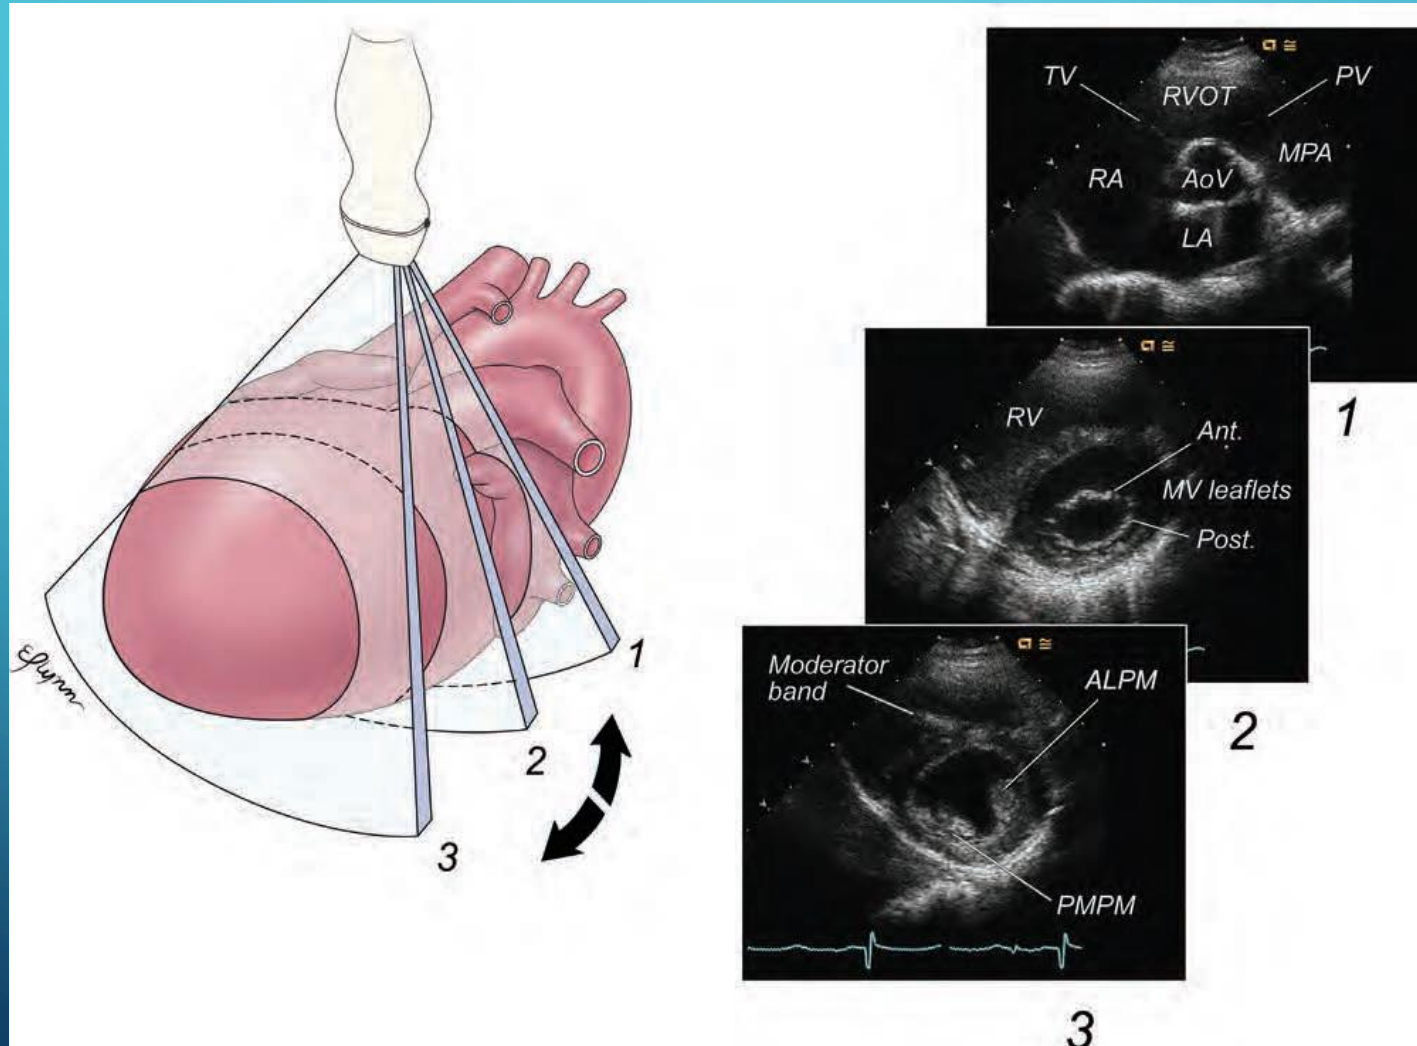 Eflynn
1
2
3
TV
RVOT
PV
MPA
RA
AoV
LA
1
RV
Ant.
MV leaflets
Post.
2
Moderator
band
ALPM
PMPM
3